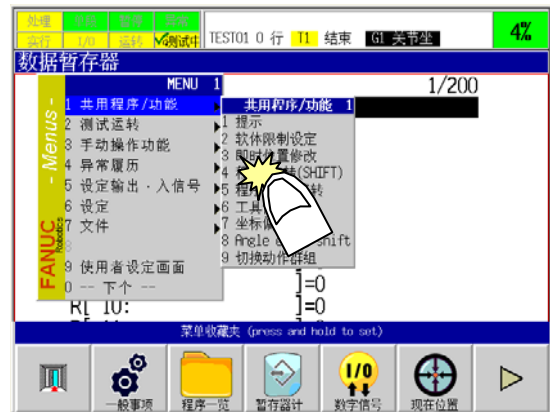 处理
实行 I/O 运转 测试中
TEST01 0 行 T1 结束 G1 关节坐
4%
数据暂存器
1/200
MENU 1
1 共用程序/功能
2 测试运转
3 手动操作功能
4 异常履历
5 设定输出·入信号
6 设定
7 文件
8
9 使用者设定画面
0 -- 下个 --
- Menus -
FANUC
Robotics
共用程序/功能 1
1 提示
2 软体限制设定
3 即时位置修改
4 (SHIFT)
5 程 转
6 工具
7 坐标
8 Angle shift
9 切换动作群组
]=0
R[ 10: ]=0
菜单收藏夹 (press and hold to set)
一般事项
程序一览
暂存器计
I/O
数字信号
现在位置